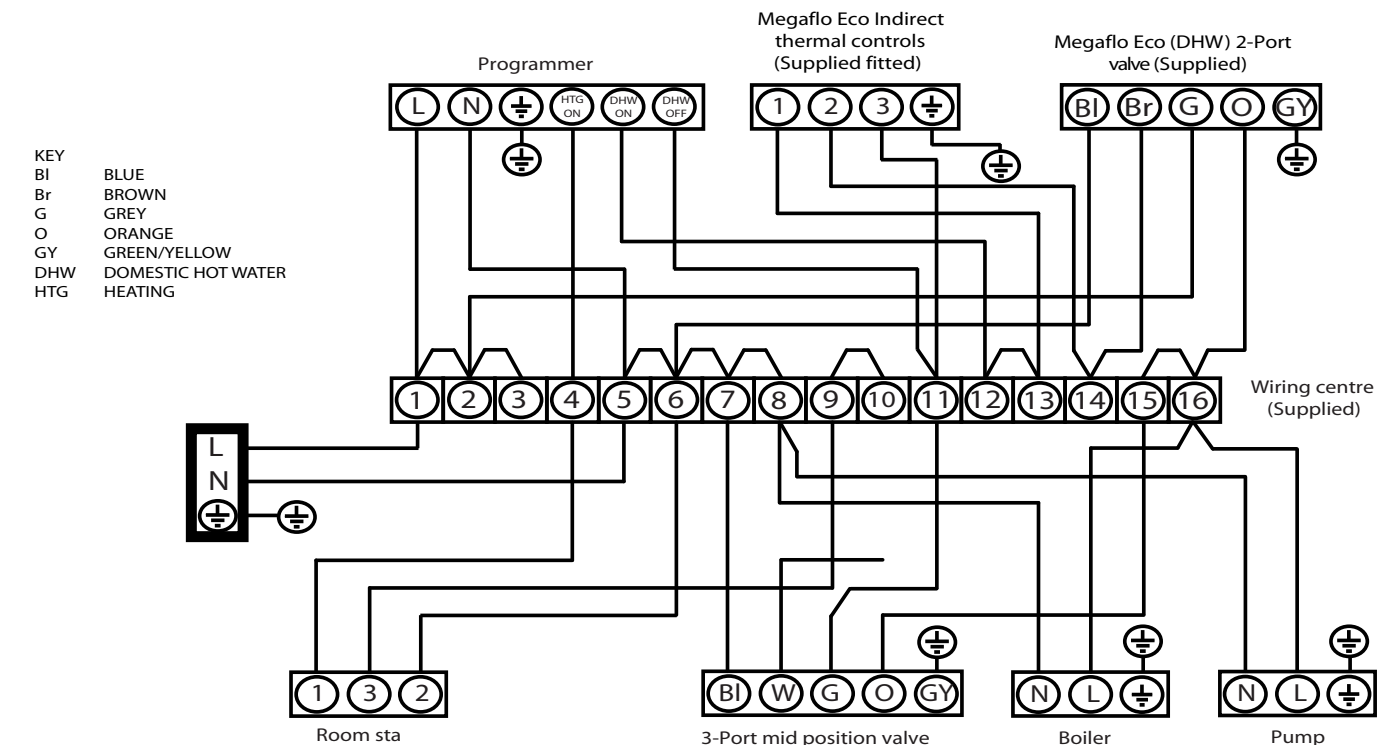 Megaflo Eco Indirect
thermal controls
(Supplied fitted)
Megaflo Eco (DHW) 2-Port
valve (Supplied)
Programmer
L N HTG ON DHW ON DHW OFF
1 2 3
Bl Br G O GY
KEY
Bl BLUE
Br BROWN
G GREY
O ORANGE
GY GREEN/YELLOW
DHW DOMESTIC HOT WATER
HTG HEATING
1 2 3 4 5 6 7 8 9 10 11 12 13 14 15 16
Wiring centre
(Supplied)
L
N
1 3 2
Bl W G O GY
N L
N L
Room sta
3-Port mid position valve
Boiler
Pump